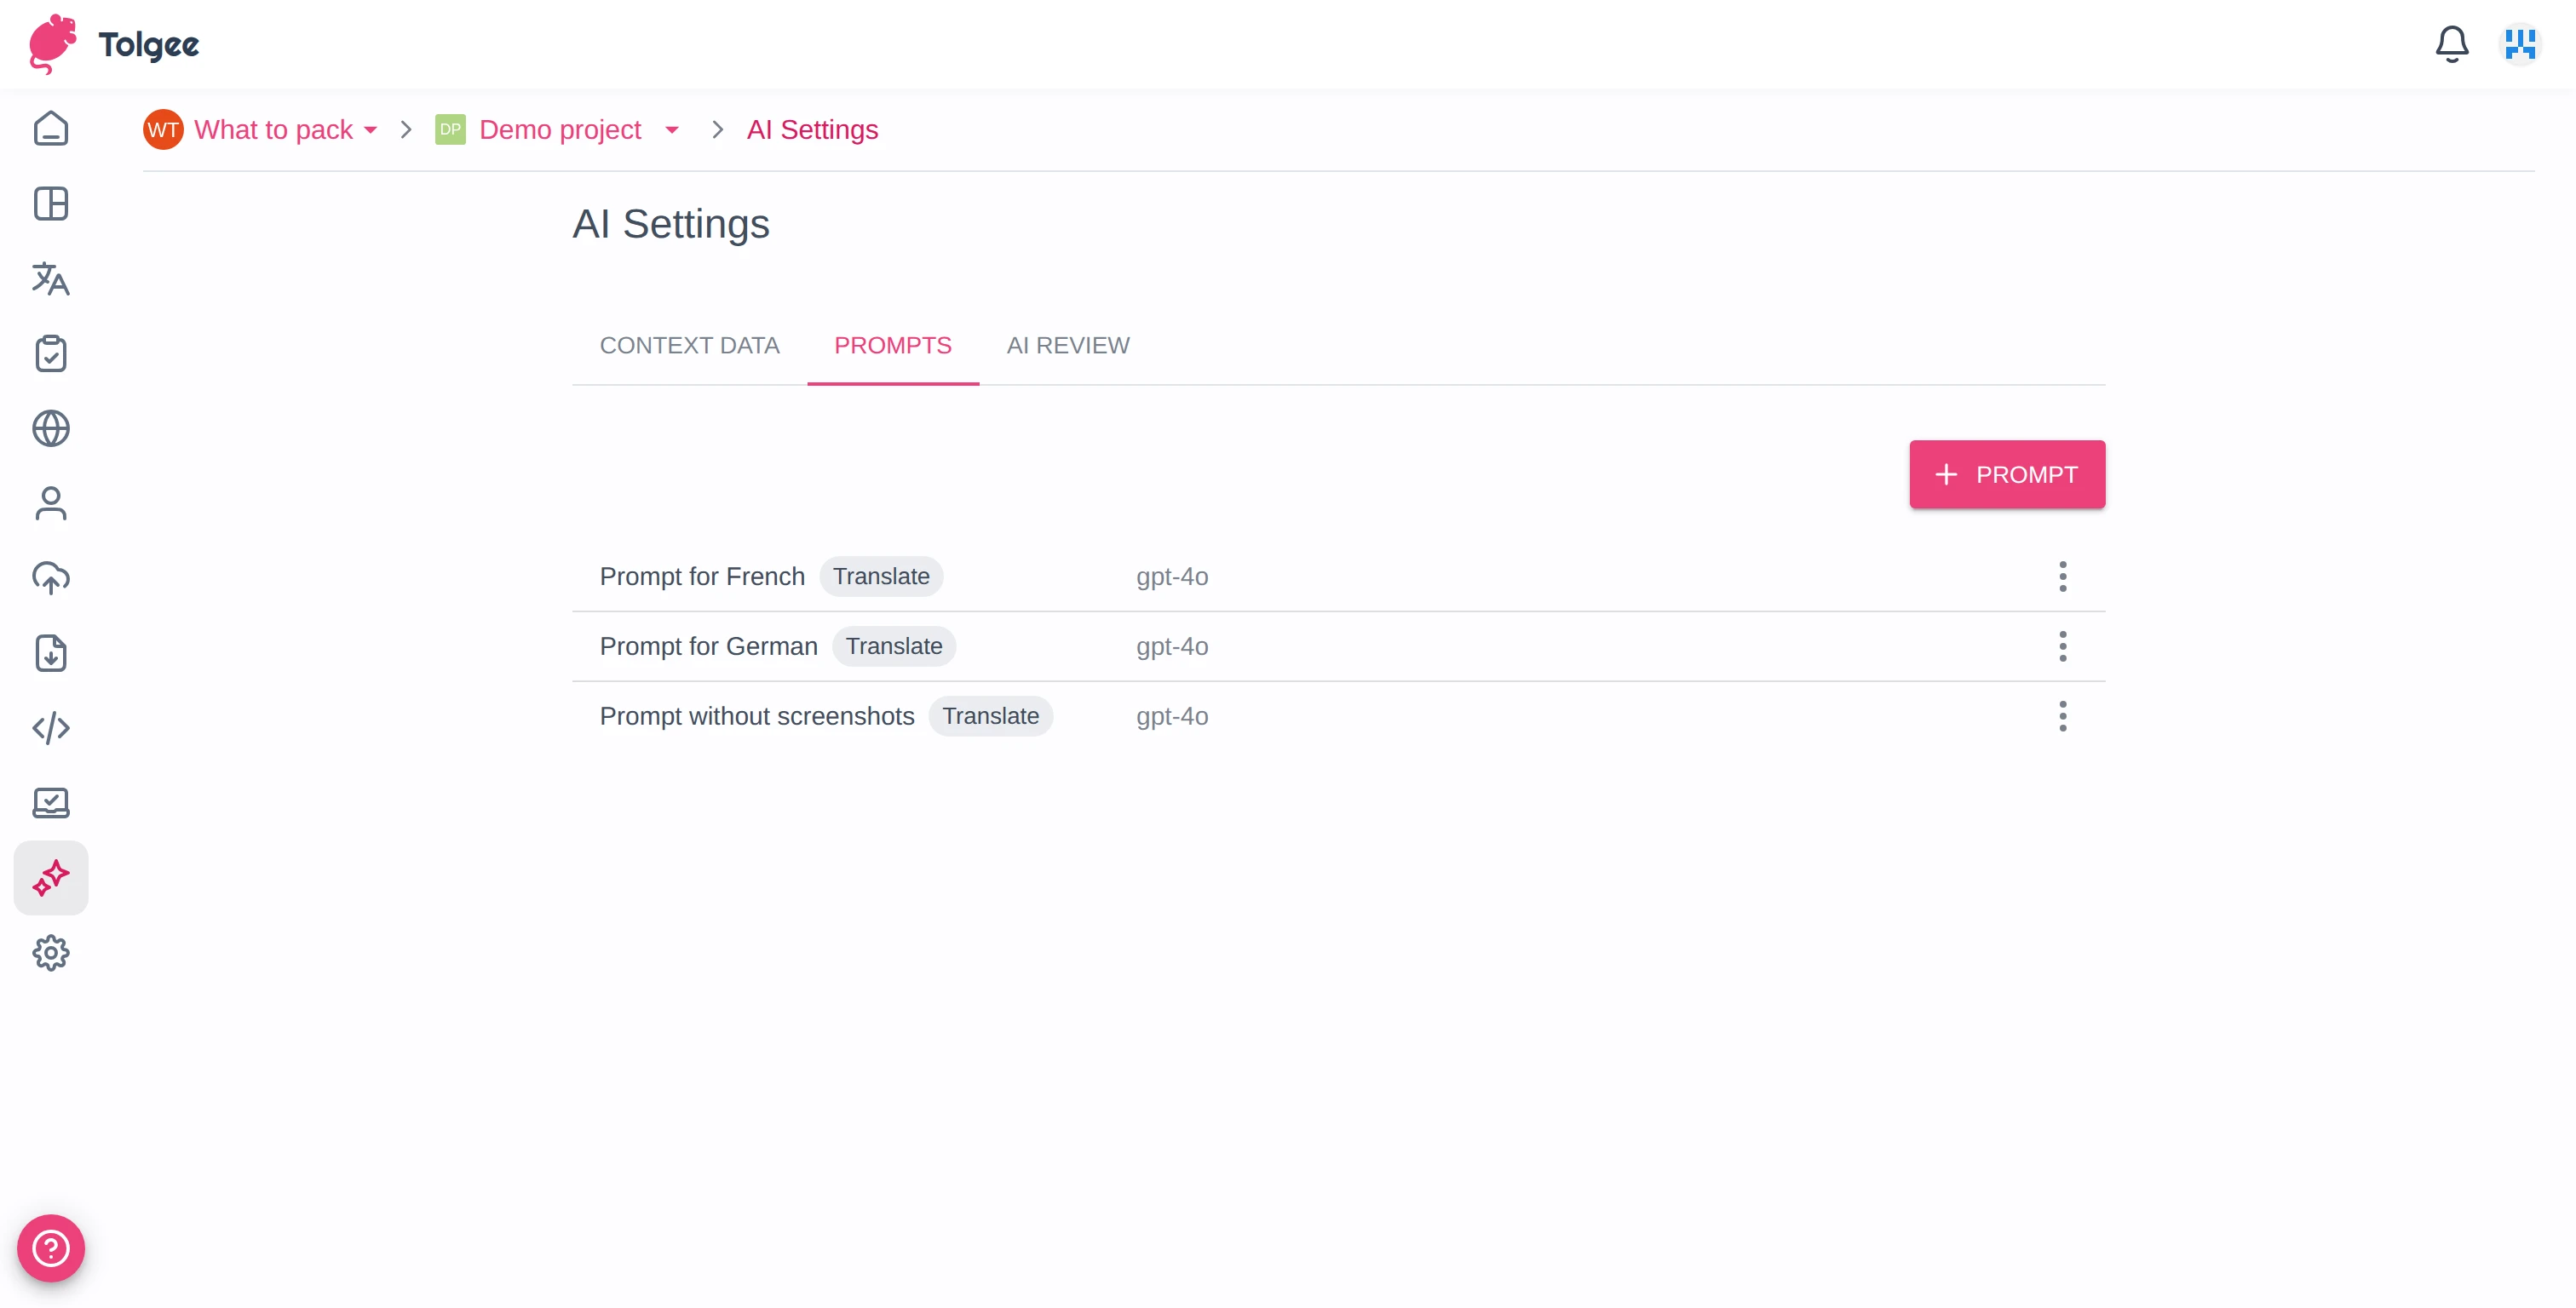 Tolgee
WT What to pack DP Demo project AI Settings
AI Settings
CONTEXT DATA PROMPTS AI REVIEW
PROMPT
Prompt for French Translate gpt-4o
Prompt for German Translate gpt-4o
Prompt without screenshots Translate gpt-4o